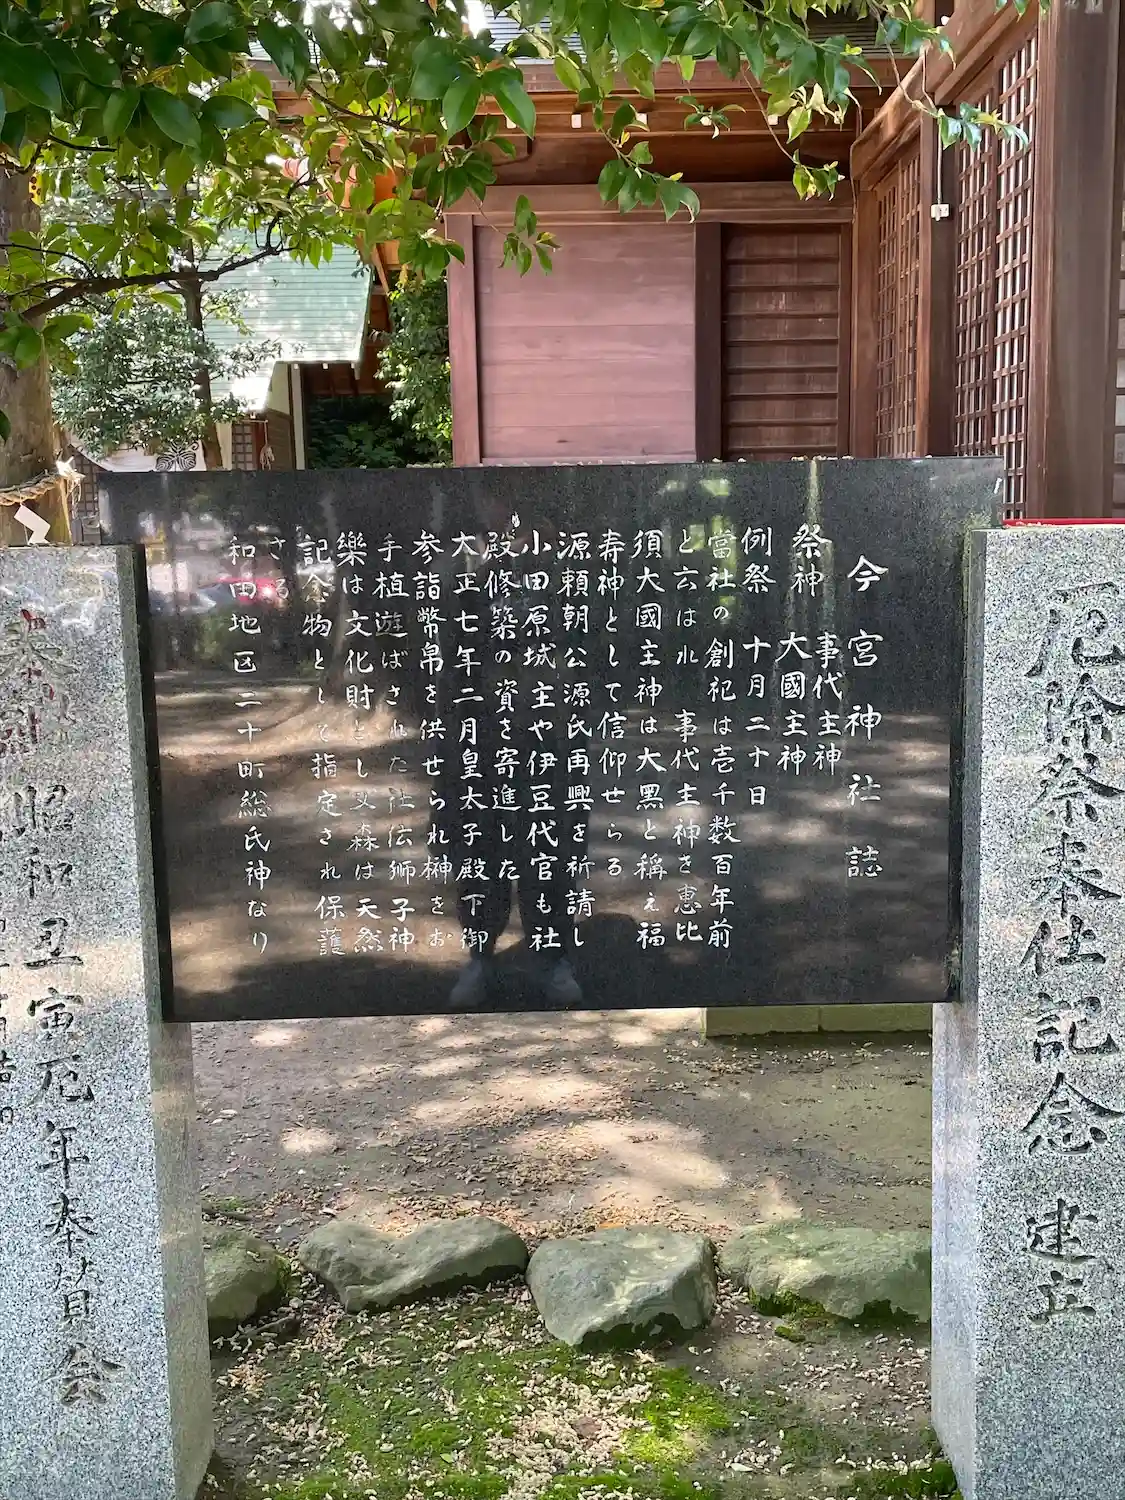 厄除祭奉仕記念 建立
今宮神社誌
祭神 事代主神
大國主神
例祭 十月二十日
當社の創祀は壱千数百年前
と云はれ 事代主神を惠比
須大國主神は大黑と稱え福
寿神として信仰せらる
源頼朝公源氏再興を祈請し
小田原城主や伊豆代官も社
殿修築の資を寄進した
大正七年二月皇太子殿下御
参詣幣帛を供せられ榊をお
手植遊ばされた社伝獅子神
樂は文化財とし又森は天然
記念物として指定され保護
さる
和田地区二十町総氏神なり
昭和丑寅厄年奉賛会